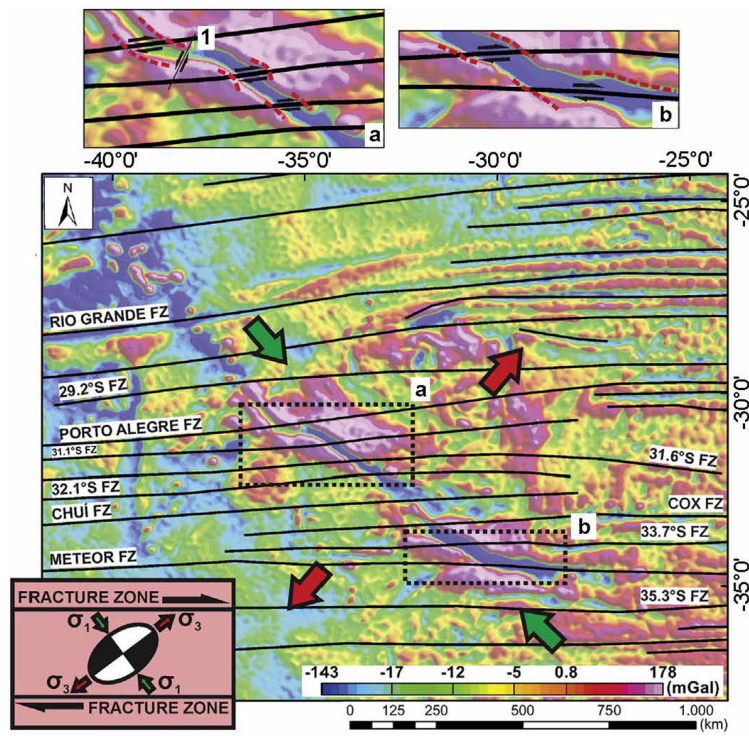 1
a
b
-40°0'
-35°0'
-30°0'
-25°0'
N
-25°0'
RIO GRANDE FZ
29.2°S FZ
a
-30°0'
PORTO ALEGRE FZ
31.1°S FZ
31.6°S FZ
32.1°S FZ
CHUÍ FZ
COX FZ
b
33.7°S FZ
METEOR FZ
-35°0'
35.3°S FZ
FRACTURE ZONE
σ1
σ3
σ3
σ1
FRACTURE ZONE
-143 -17 -12 -5 0.8 178
(mGal)
0 125 250 500 750 1.000
(km)